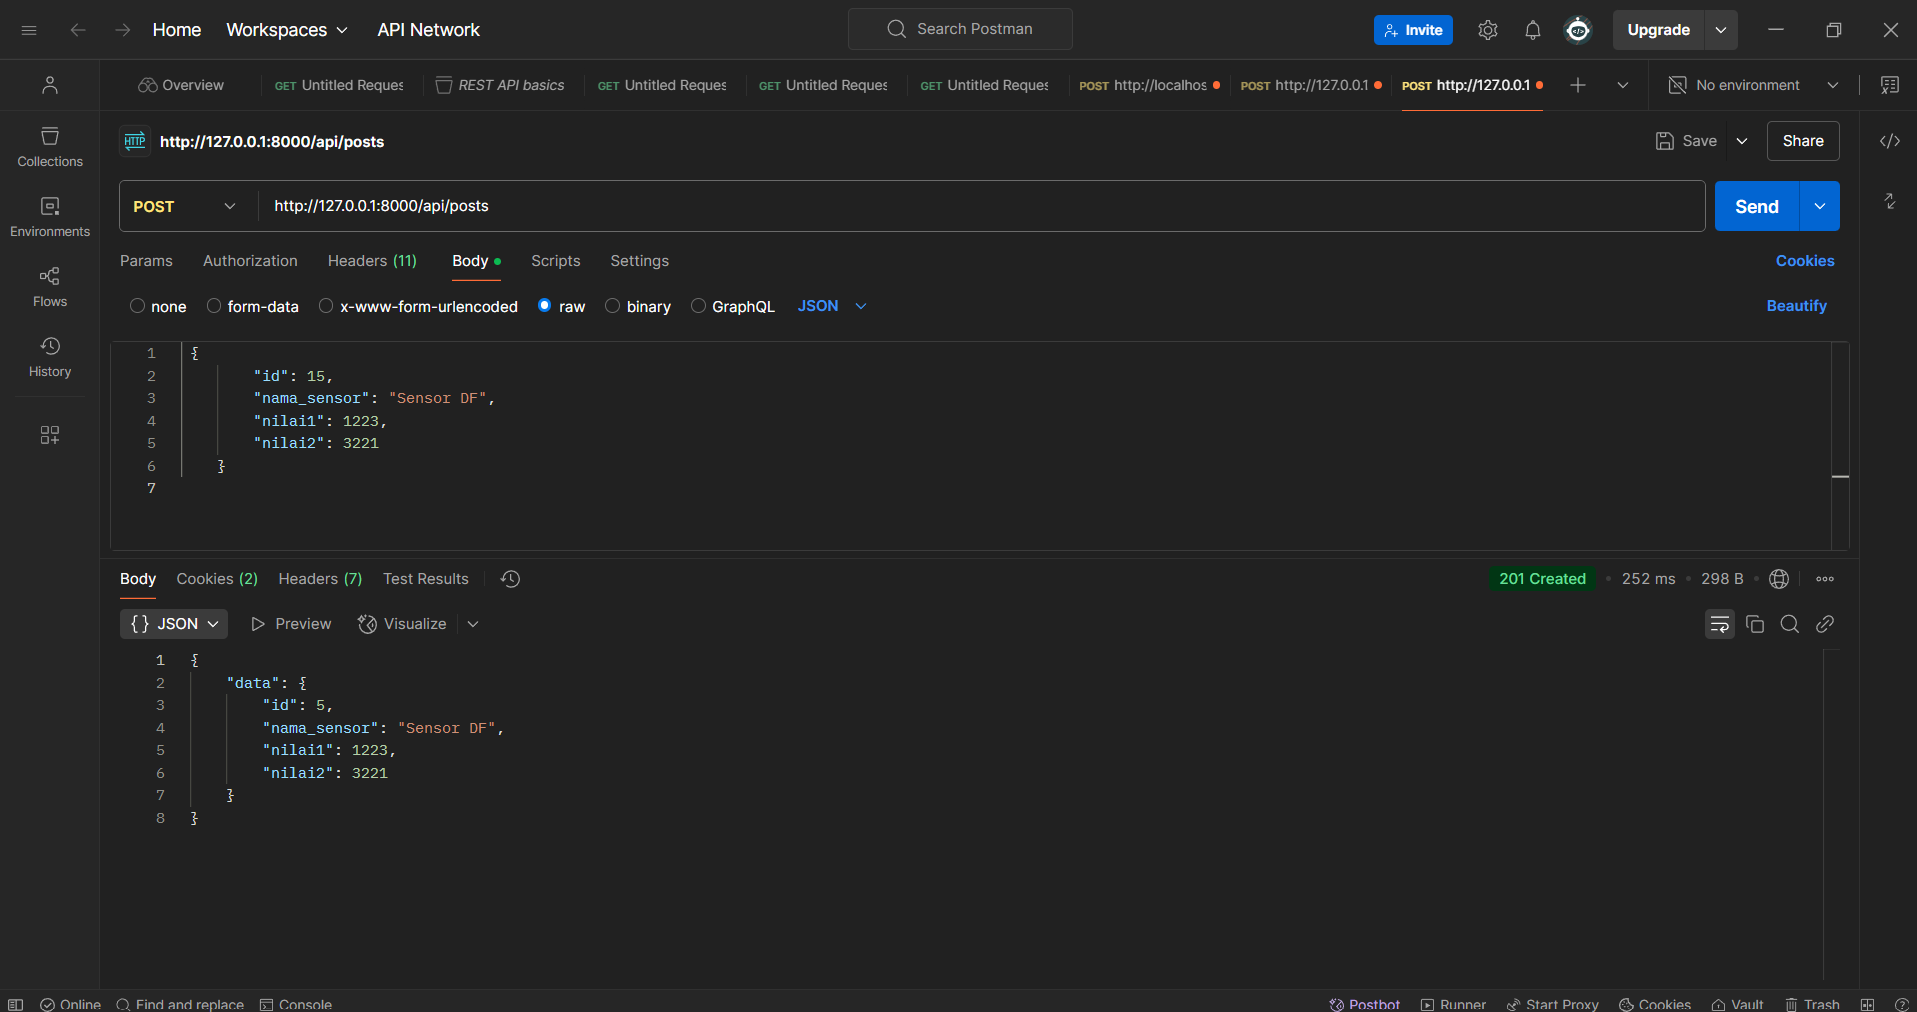 Home Workspaces API Network Search Postman Invite Upgrade
Overview GET Untitled Reques REST API basics GET Untitled Reques GET Untitled Reques GET Untitled Reques POST http://localhos POST http://127.0.0.1 POST http://127.0.0.1 No environment
HTTP http://127.0.0.1:8000/api/posts Save Share
Collections
Environments
Flows
History
POST http://127.0.0.1:8000/api/posts Send
Params Authorization Headers (11) Body Scripts Settings Cookies
none form-data x-www-form-urlencoded raw binary GraphQL JSON Beautify
1 {
2 "id": 15,
3 "nama_sensor": "Sensor DF",
4 "nilai1": 1223,
5 "nilai2": 3221
6 }
7
Body Cookies (2) Headers (7) Test Results 201 Created • 252 ms • 298 B •
{} JSON Preview Visualize
1 {
2 "data": {
3 "id": 5,
4 "nama_sensor": "Sensor DF",
5 "nilai1": 1223,
6 "nilai2": 3221
7 }
8 }
Online Find and replace Console Postbot Runner Start Proxy Cookies Vault Trash